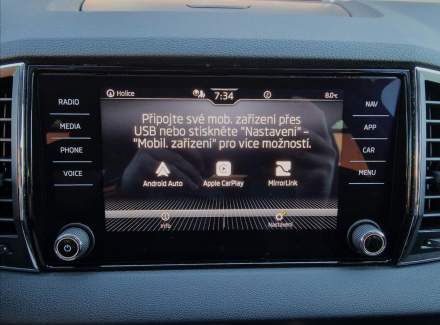 Holice
7:34
8.0°C
RADIO
MEDIA
PHONE
VOICE
NAV
APP
CAR
MENU
Připojte své mob. zařízení přes
USB nebo stiskněte "Nastavení" -
"Mobil. zařízení" pro více možností.
Android Auto
Apple CarPlay
MirrorLink
Info
Nastavení